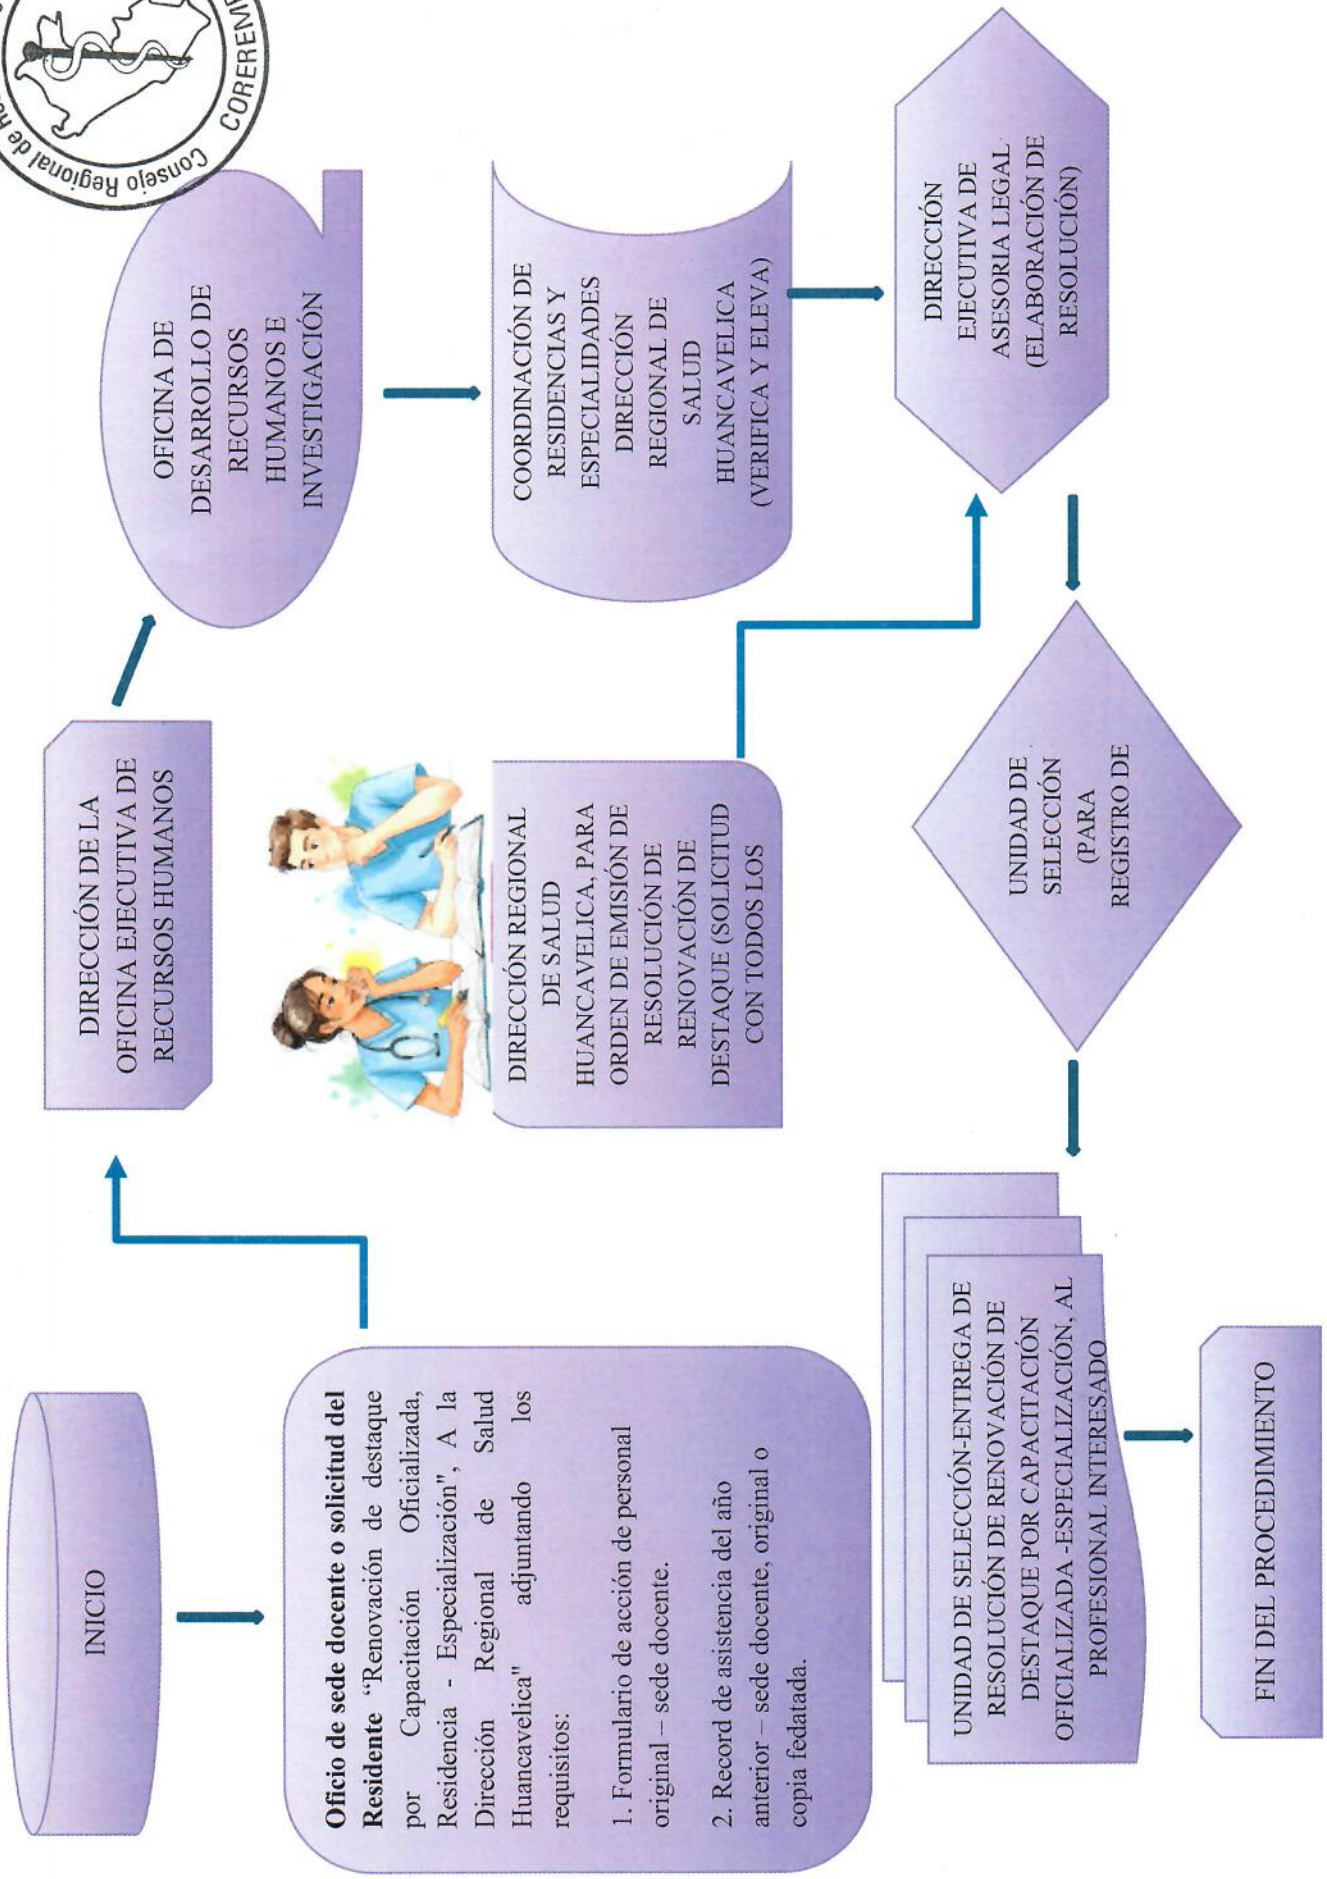 INICIO
Oficio de sede docente o solicitud del
Residente “Renovación de destaque
por Capacitación Oficializada,
Residencia - Especialización", A la
Dirección Regional de Salud
Huancavelica" adjuntando los
requisitos:
1. Formulario de acción de personal
original – sede docente.
2. Record de asistencia del año
anterior – sede docente, original o
copia fedatada.
DIRECCIÓN DE LA
OFICINA EJECUTIVA DE
RECURSOS HUMANOS
OFICINA DE
DESARROLLO DE
RECURSOS
HUMANOS E
INVESTIGACIÓN
COORDINACIÓN DE
RESIDENCIAS Y
ESPECIALIDADES
DIRECCIÓN
REGIONAL DE
SALUD
HUANCAVELICA
(VERIFICA Y ELEVA)
DIRECCIÓN REGIONAL
DE SALUD
HUANCAVELICA, PARA
ORDEN DE EMISIÓN DE
RESOLUCIÓN DE
RENOVACIÓN DE
DESTAQUE (SOLICITUD
CON TODOS LOS
DIRECCIÓN
EJECUTIVA DE
ASESORIA LEGAL
(ELABORACIÓN DE
RESOLUCIÓN)
UNIDAD DE
SELECCIÓN
(PARA
REGISTRO DE
UNIDAD DE SELECCIÓN-ENTREGA DE
RESOLUCIÓN DE RENOVACIÓN DE
DESTAQUE POR CAPACITACIÓN
OFICIALIZADA -ESPECIALIZACIÓN, AL
PROFESIONAL INTERESADO
FIN DEL PROCEDIMIENTO
Consejo Regional de
COREREM